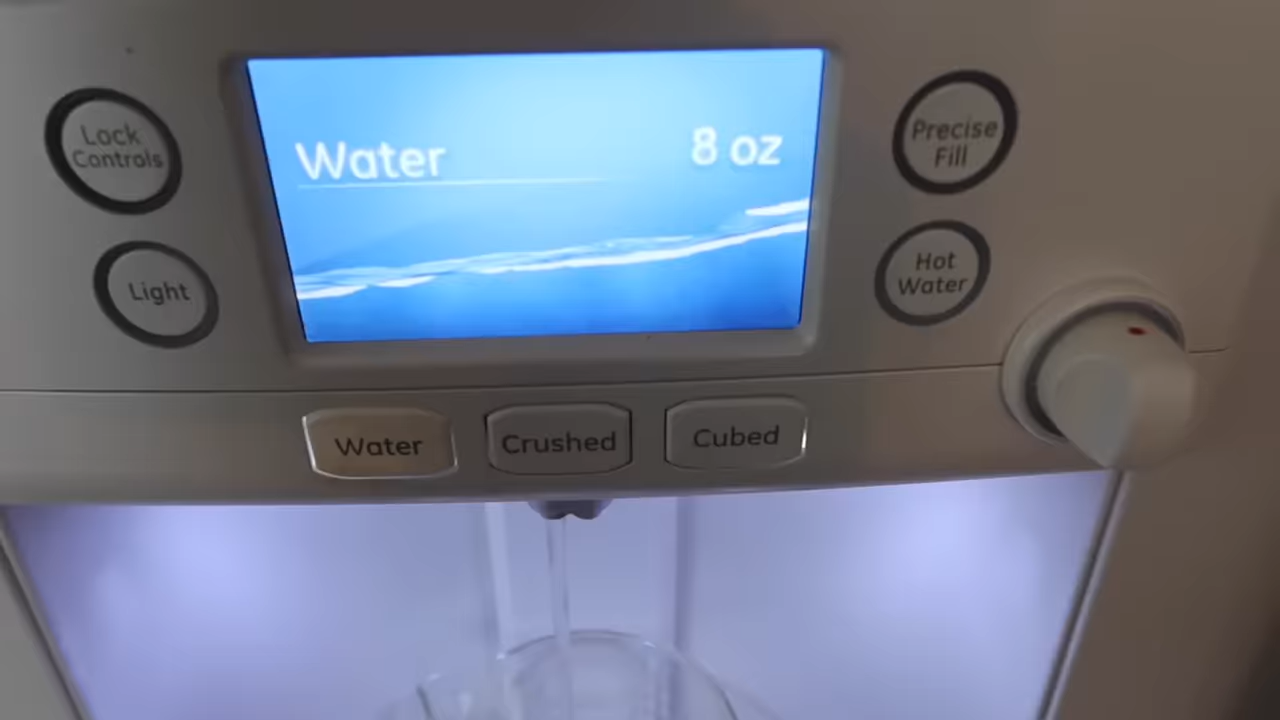 Lock
Controls
Light
Water
8 oz
Precise
Fill
Hot
Water
Water
Crushed
Cubed